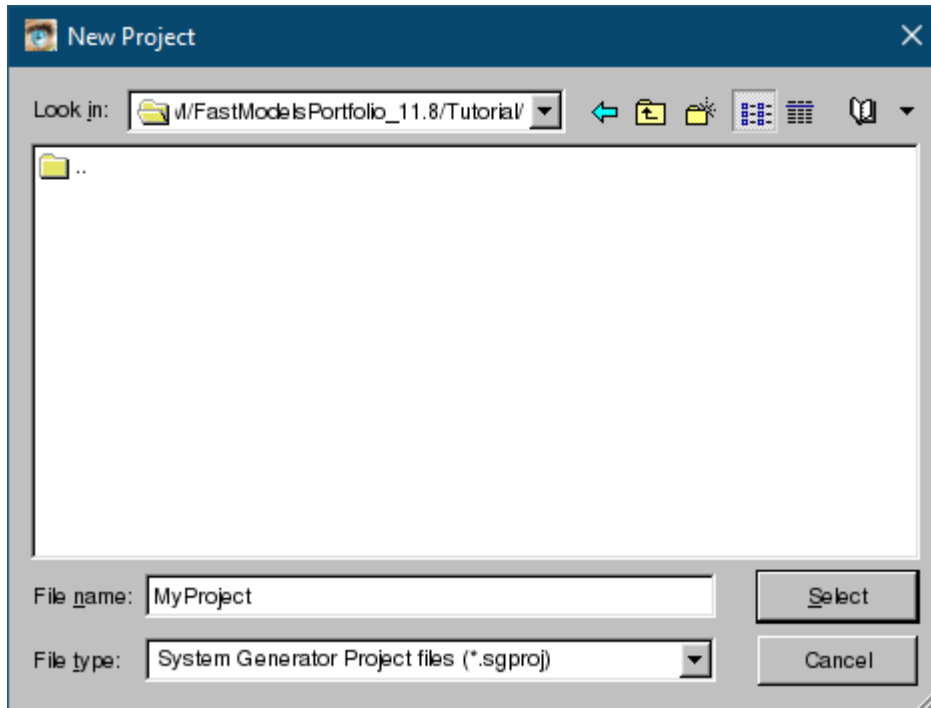 New Project
Look in: M/FastModelsPortfolio_11.8/Tutorial/
..
File name: MyProject Select
File type: System Generator Project files (*.sgproj) Cancel